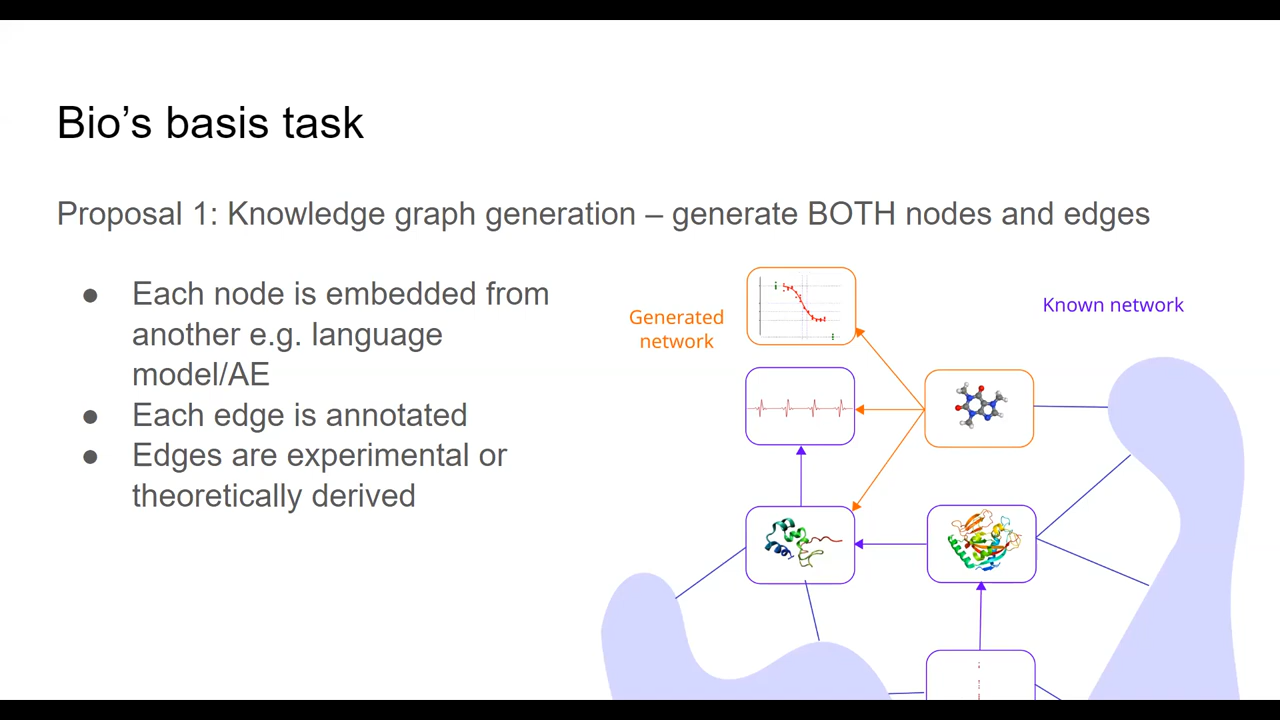 Bio’s basis task
Proposal 1: Knowledge graph generation – generate BOTH nodes and edges
● Each node is embedded from
another e.g. language
model/AE
● Each edge is annotated
● Edges are experimental or
theoretically derived
Generated
network
Known network